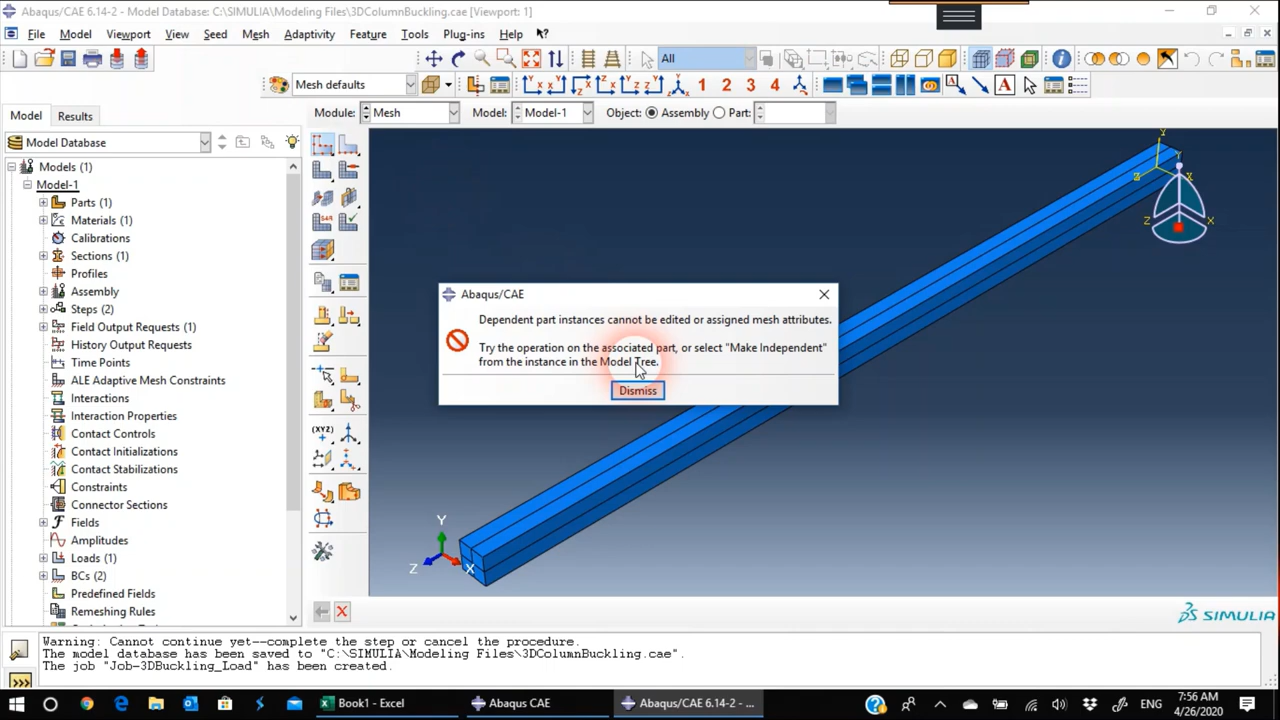 Abaqus/CAE 6.14-2 - Model Database: C:\SIMULIA\Modeling Files\3DColumnBuckling.cae [Viewport: 1]
File Model Viewport View Seed Mesh Adaptivity Feature Tools Plug-ins Help
All
Mesh defaults
1 2 3 4
Model Results
Module: Mesh Model: Model-1 Object: Assembly Part:
Model Database
Models (1)
Model-1
Parts (1)
Materials (1)
Calibrations
Sections (1)
Profiles
Assembly
Steps (2)
Field Output Requests (1)
History Output Requests
Time Points
ALE Adaptive Mesh Constraints
Interactions
Interaction Properties
Contact Controls
Contact Initializations
Contact Stabilizations
Constraints
Connector Sections
Fields
Amplitudes
Loads (1)
BCs (2)
Predefined Fields
Remeshing Rules
Abaqus/CAE
Dependent part instances cannot be edited or assigned mesh attributes.
Try the operation on the associated part, or select "Make Independent"
from the instance in the Model Tree.
Dismiss
Y
Z X
Y
Z X
SIMULIA
Warning: Cannot continue yet--complete the step or cancel the procedure.
The model database has been saved to "C:\SIMULIA\Modeling Files\3DColumnBuckling.cae".
The job "Job-3DBuckling_Load" has been created.
Book1 - Excel Abaqus CAE Abaqus/CAE 6.14-2 - ... ENG 7:56 AM
4/26/2020